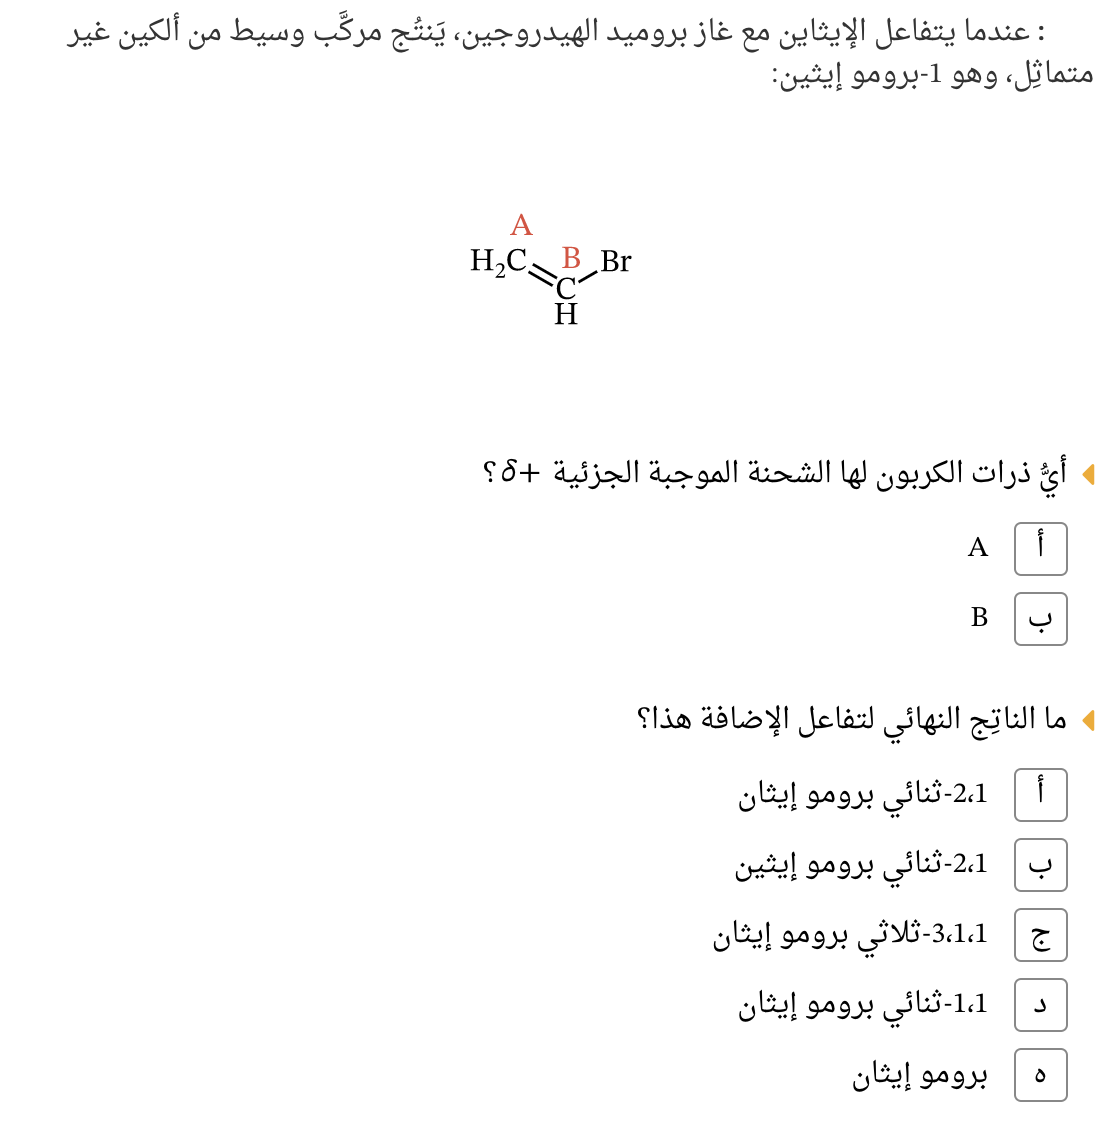 : عندما يتفاعل الإيثاين مع غاز بروميد الهيدروجين، يَنتُج مركَّب وسيط من ألكين غير
متماثِل، وهو 1-برومو إيثين:
A
H₂C B Br
C
H
أيُّ ذرات الكربون لها الشحنة الموجبة الجزئية +δ؟
أ A
ب B
ما الناتِج النهائي لتفاعل الإضافة هذا؟
أ 2،1-ثنائي برومو إيثان
ب 2،1-ثنائي برومو إيثين
ج 3،1،1-ثلاثي برومو إيثان
د 1،1-ثنائي برومو إيثان
ه برومو إيثان